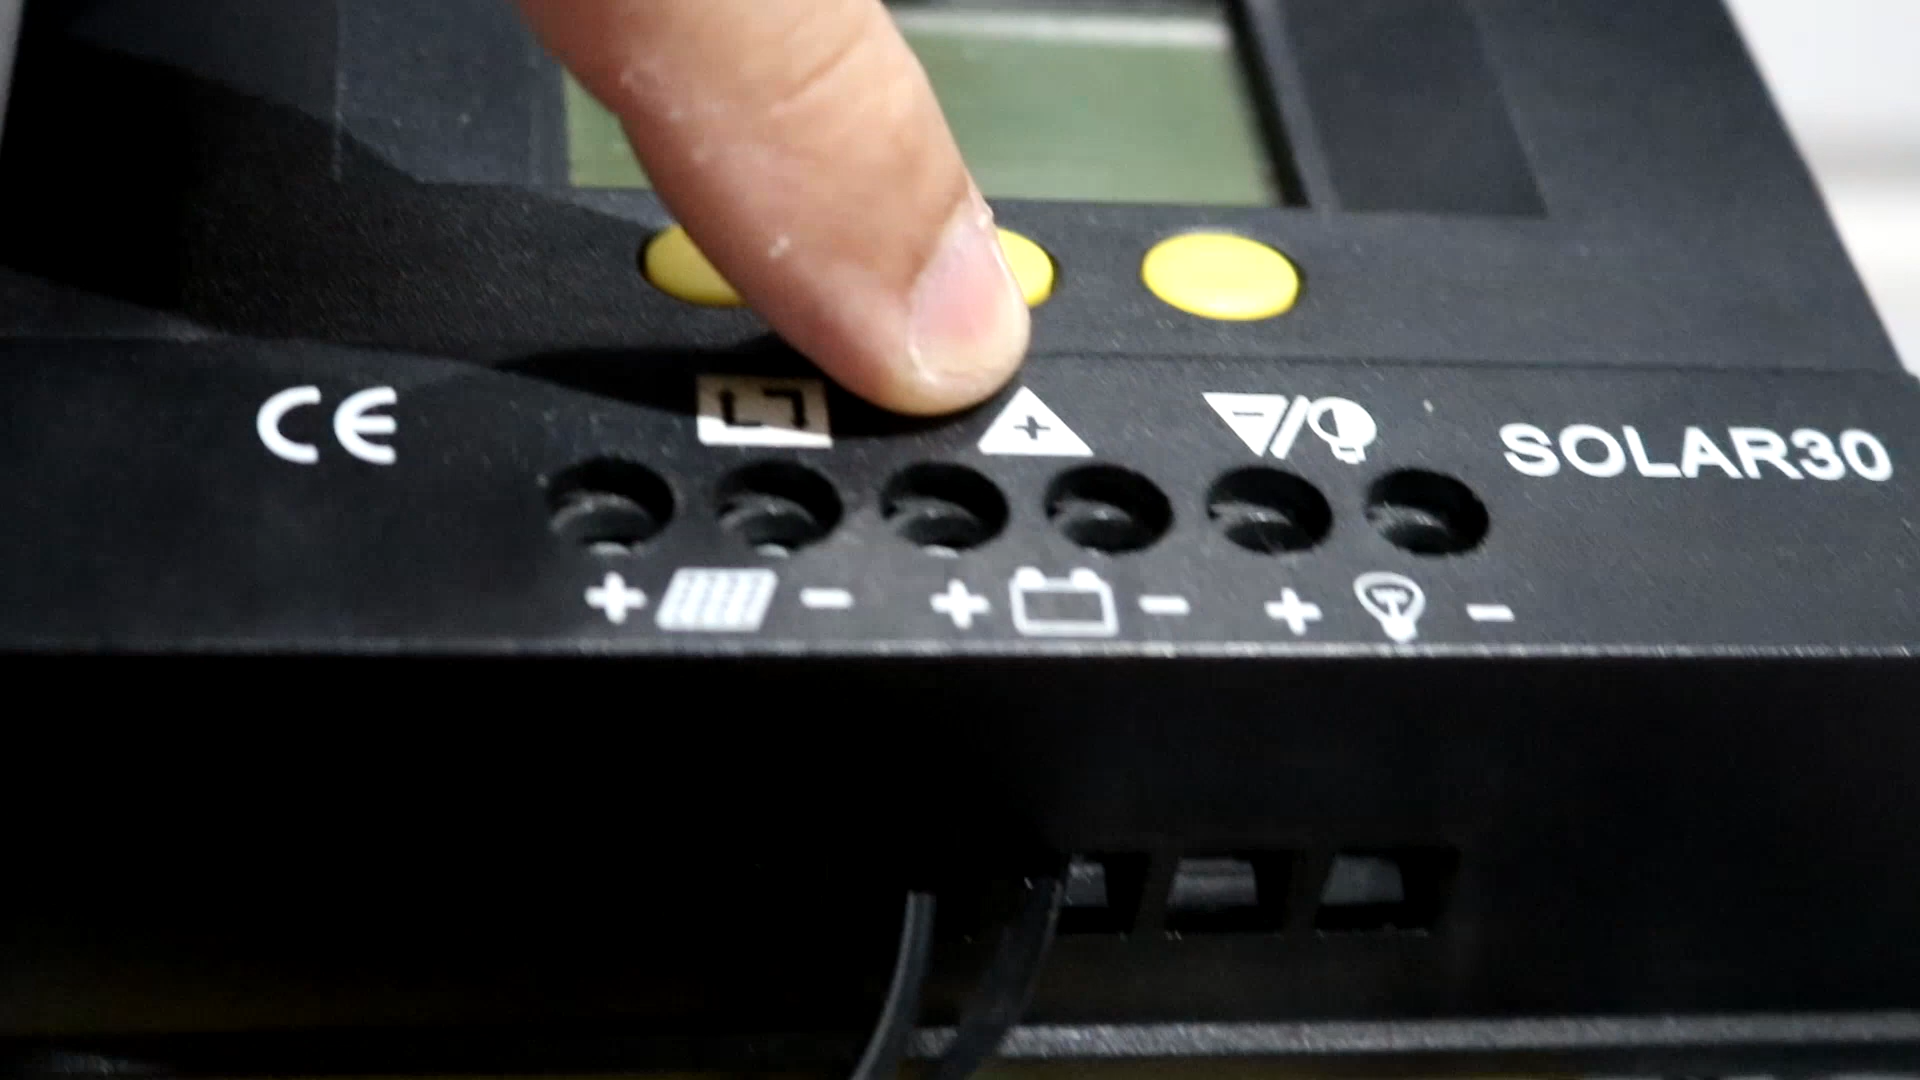 CE
SOLAR30
+ - + - + -